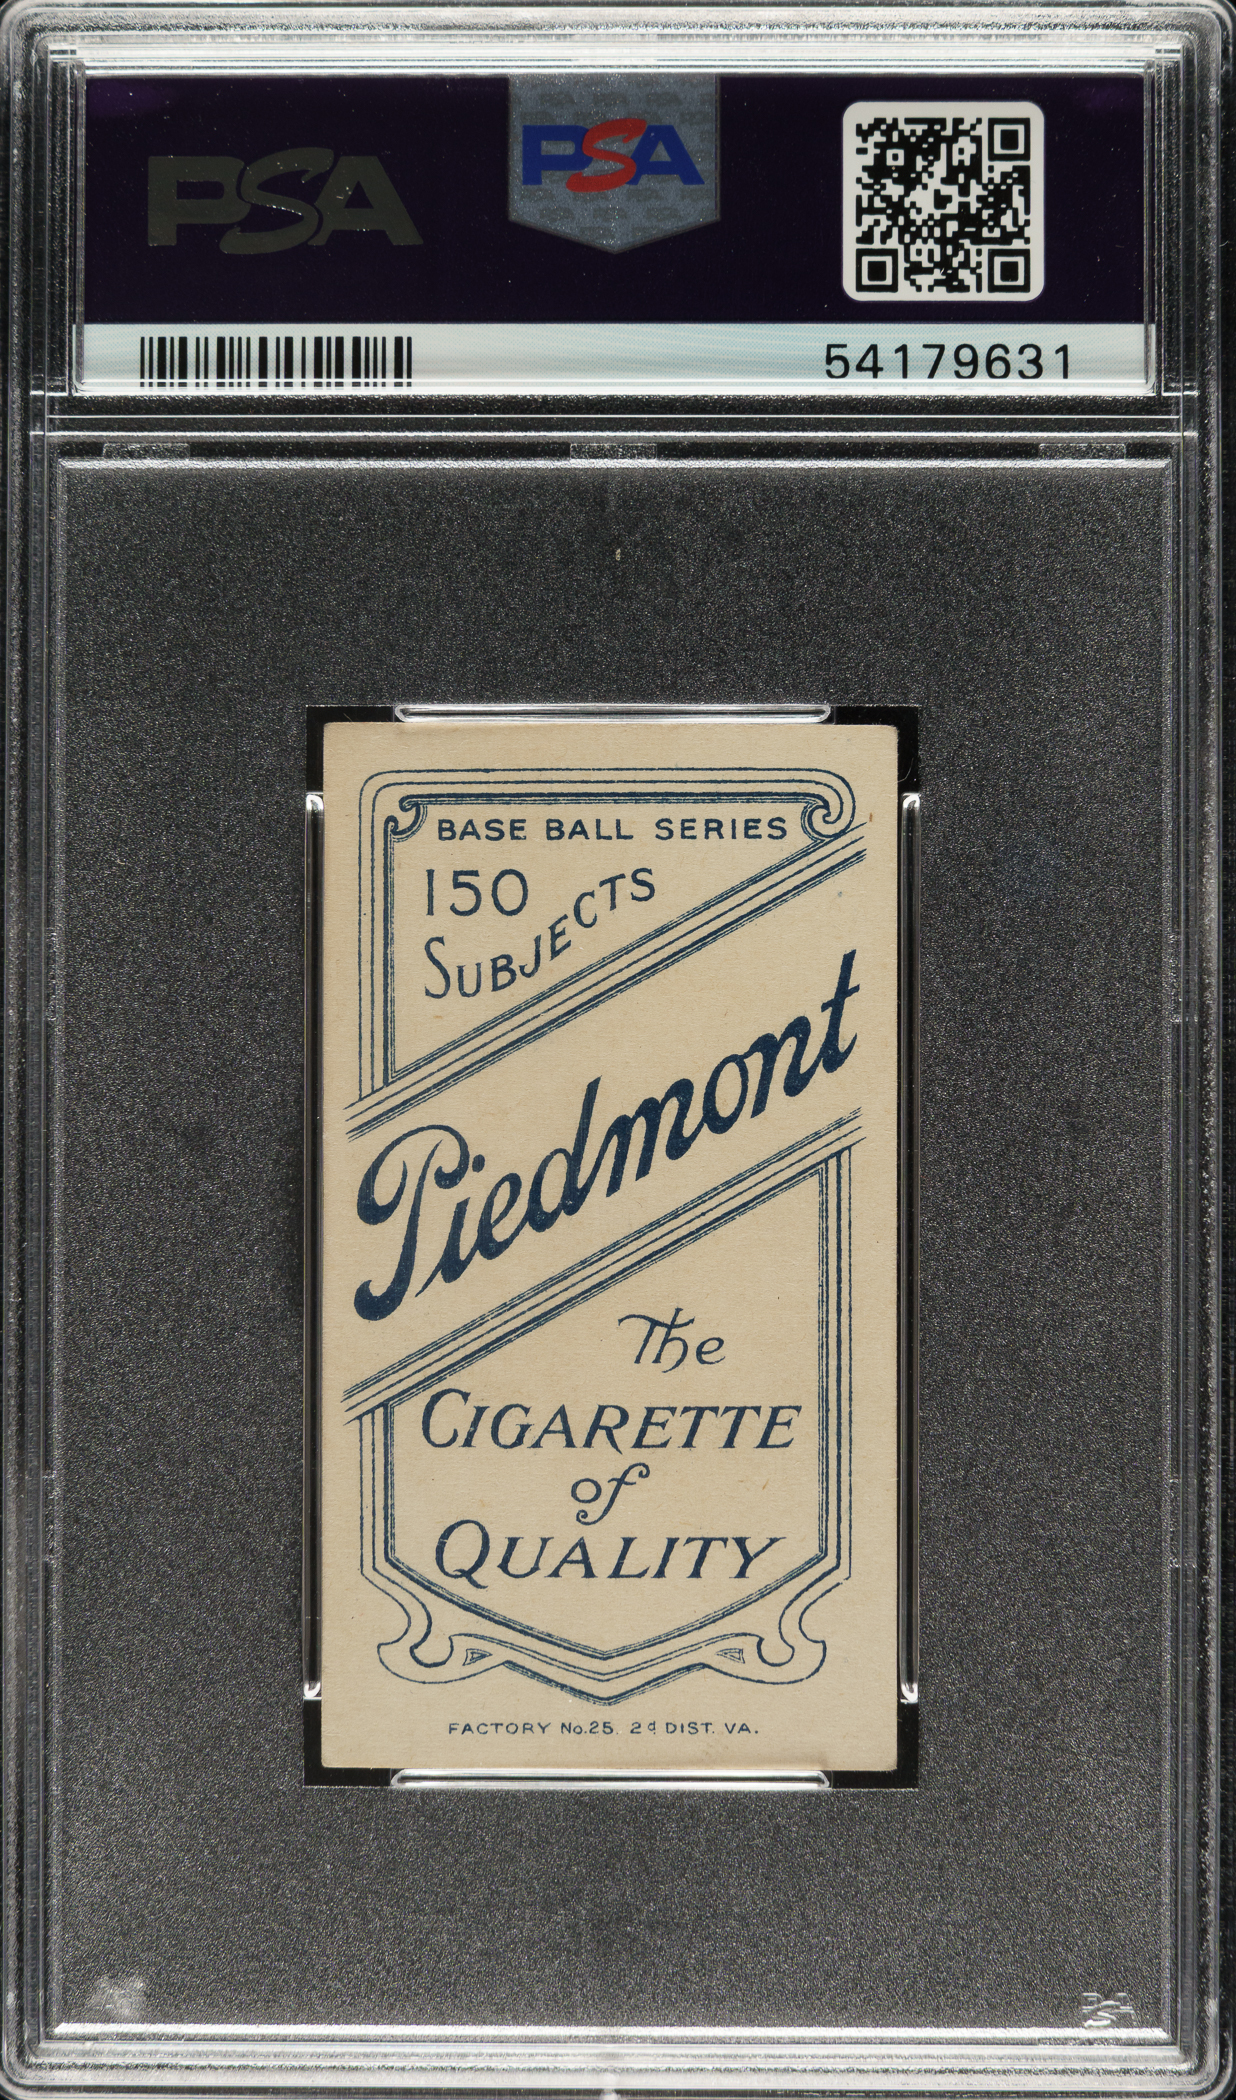 PSA
PSA
54179631
BASE BALL SERIES
150
SUBJECTS
Piedmont
The
CIGARETTE
of
QUALITY
FACTORY No.25. 2d DIST. VA.
PSA